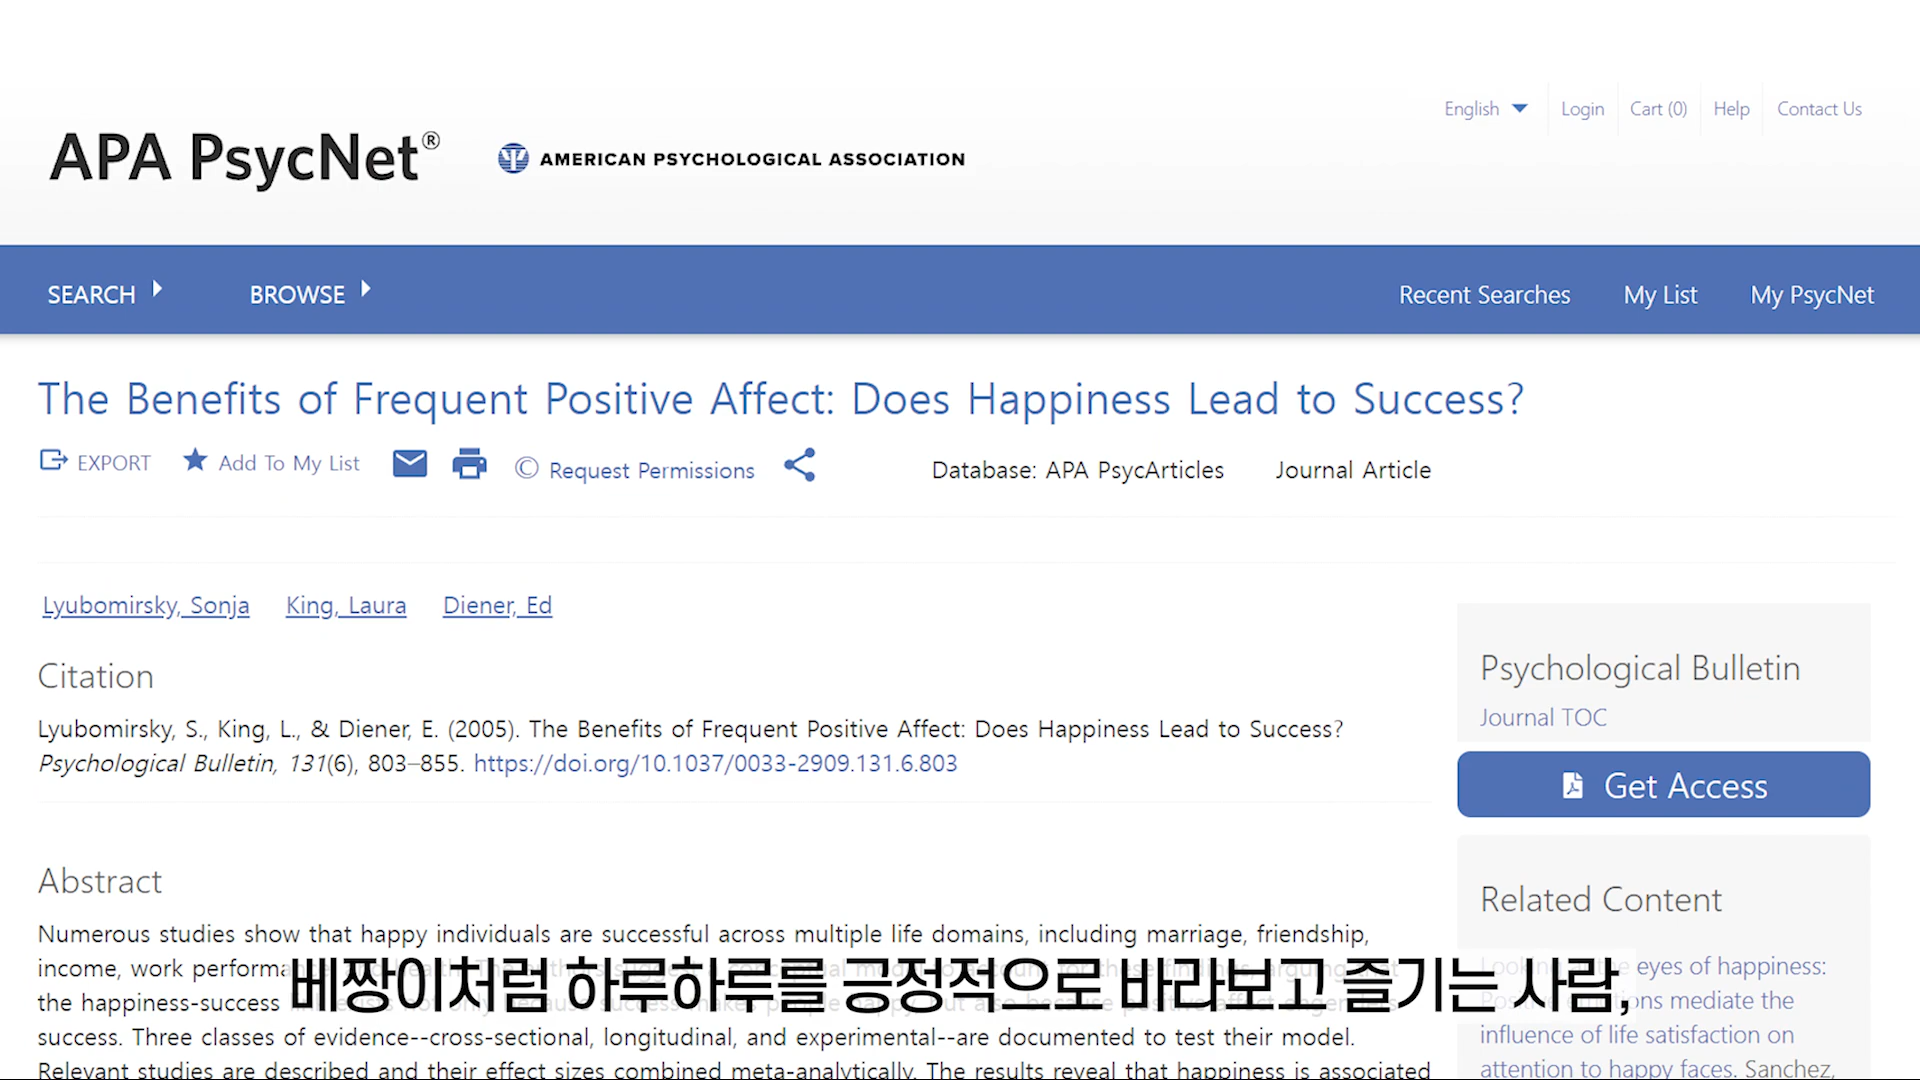 English Login Cart (0) Help Contact Us
APA PsycNet® AMERICAN PSYCHOLOGICAL ASSOCIATION
SEARCH BROWSE Recent Searches My List My PsycNet
The Benefits of Frequent Positive Affect: Does Happiness Lead to Success?
EXPORT Add To My List © Request Permissions Database: APA PsycArticles Journal Article
Lyubomirsky, Sonja King, Laura Diener, Ed
Citation
Lyubomirsky, S., King, L., & Diener, E. (2005). The Benefits of Frequent Positive Affect: Does Happiness Lead to Success?
Psychological Bulletin, 131(6), 803–855. https://doi.org/10.1037/0033-2909.131.6.803
Psychological Bulletin
Journal TOC
Get Access
Abstract
Numerous studies show that happy individuals are successful across multiple life domains, including marriage, friendship,
income, work
the happiness-success
success. Three classes of evidence--cross-sectional, longitudinal, and experimental--are documented to test their model.
Relevant studies are described and their effect sizes combined meta-analytically. The results reveal that happiness is associated
Related Content
eyes of happiness:
mediate the
influence of life satisfaction on
attention to happy faces. Sanchez,
베짱이처럼 하루하루를 긍정적으로 바라보고 즐기는 사람,